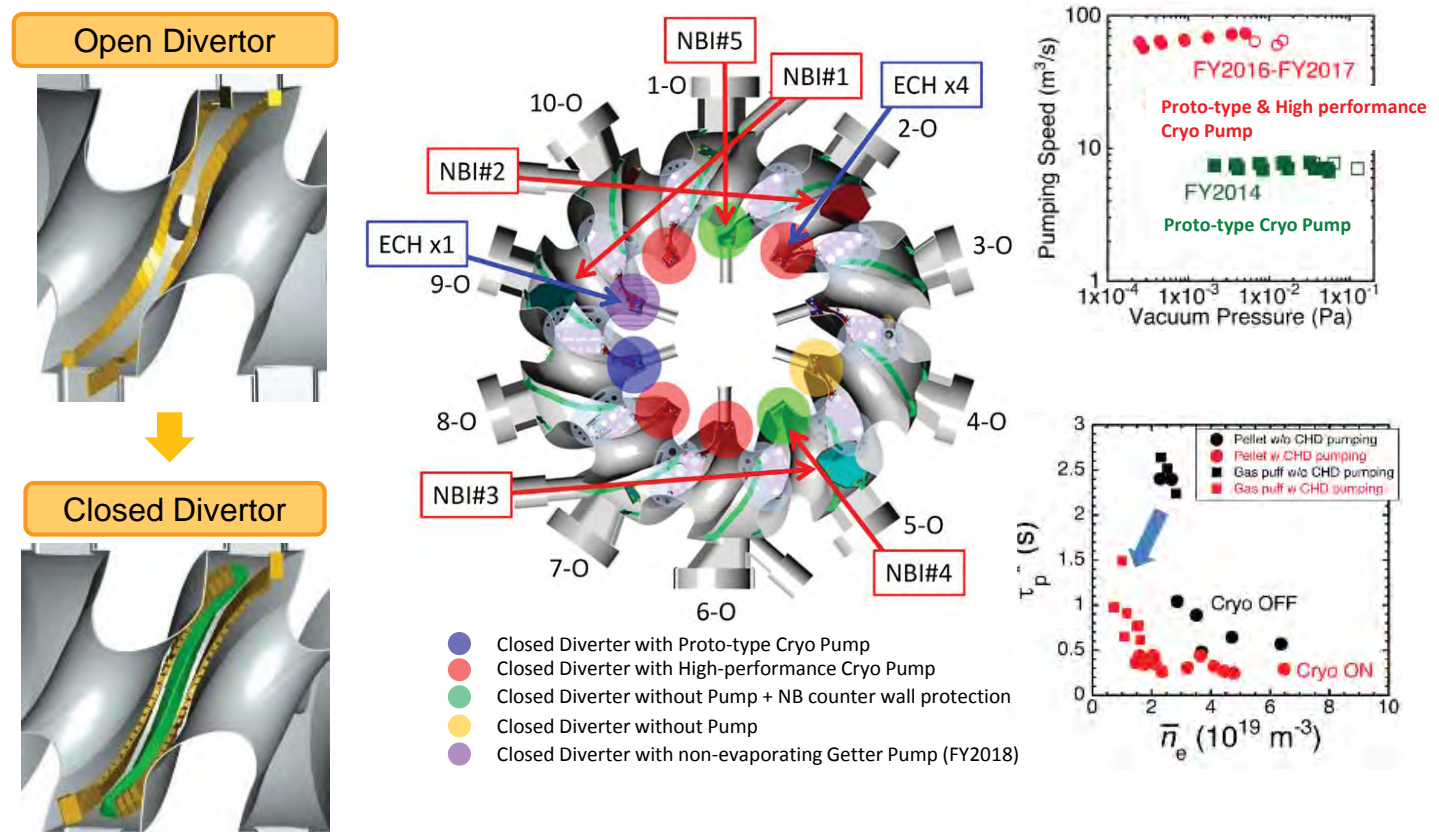 Open Divertor
Closed Divertor
NBI#5
NBI#1
ECH x4
1-O
10-O
2-O
NBI#2
ECH x1
9-O
3-O
8-O
4-O
NBI#3
5-O
7-O
NBI#4
6-O
Closed Diverter with Proto-type Cryo Pump
Closed Diverter with High-performance Cryo Pump
Closed Diverter without Pump + NB counter wall protection
Closed Diverter without Pump
Closed Diverter with non-evaporating Getter Pump (FY2018)
100
10
1
Pumping Speed (m³/s)
FY2016-FY2017
Proto-type & High performance
Cryo Pump
FY2014
Proto-type Cryo Pump
1x10⁻⁴ 1x10⁻³ 1x10⁻² 1x10⁻¹
Vacuum Pressure (Pa)
3
2.5
2
1.5
1
0.5
0
τp* (s)
Pellet w/o CHD pumping
Pellet w CHD pumping
Gas puff w/o CHD pumping
Gas puff w CHD pumping
Cryo OFF
Cryo ON
0 2 4 6 8 10
n̅e (10¹⁹ m⁻³)